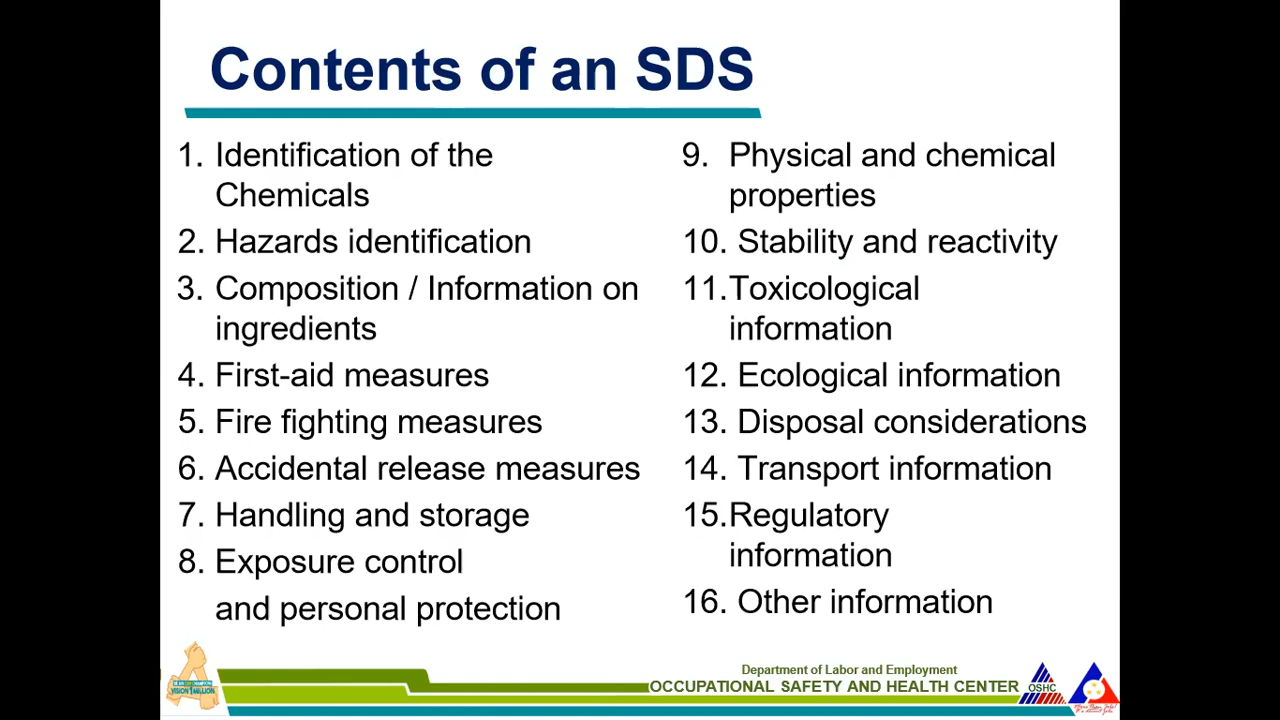 Contents of an SDS
1. Identification of the
Chemicals
2. Hazards identification
3. Composition / Information on
ingredients
4. First-aid measures
5. Fire fighting measures
6. Accidental release measures
7. Handling and storage
8. Exposure control
and personal protection
9. Physical and chemical
properties
10. Stability and reactivity
11.Toxicological
information
12. Ecological information
13. Disposal considerations
14. Transport information
15.Regulatory
information
16. Other information
VISION 1 MILLION
Department of Labor and Employment
OCCUPATIONAL SAFETY AND HEALTH CENTER
OSHC